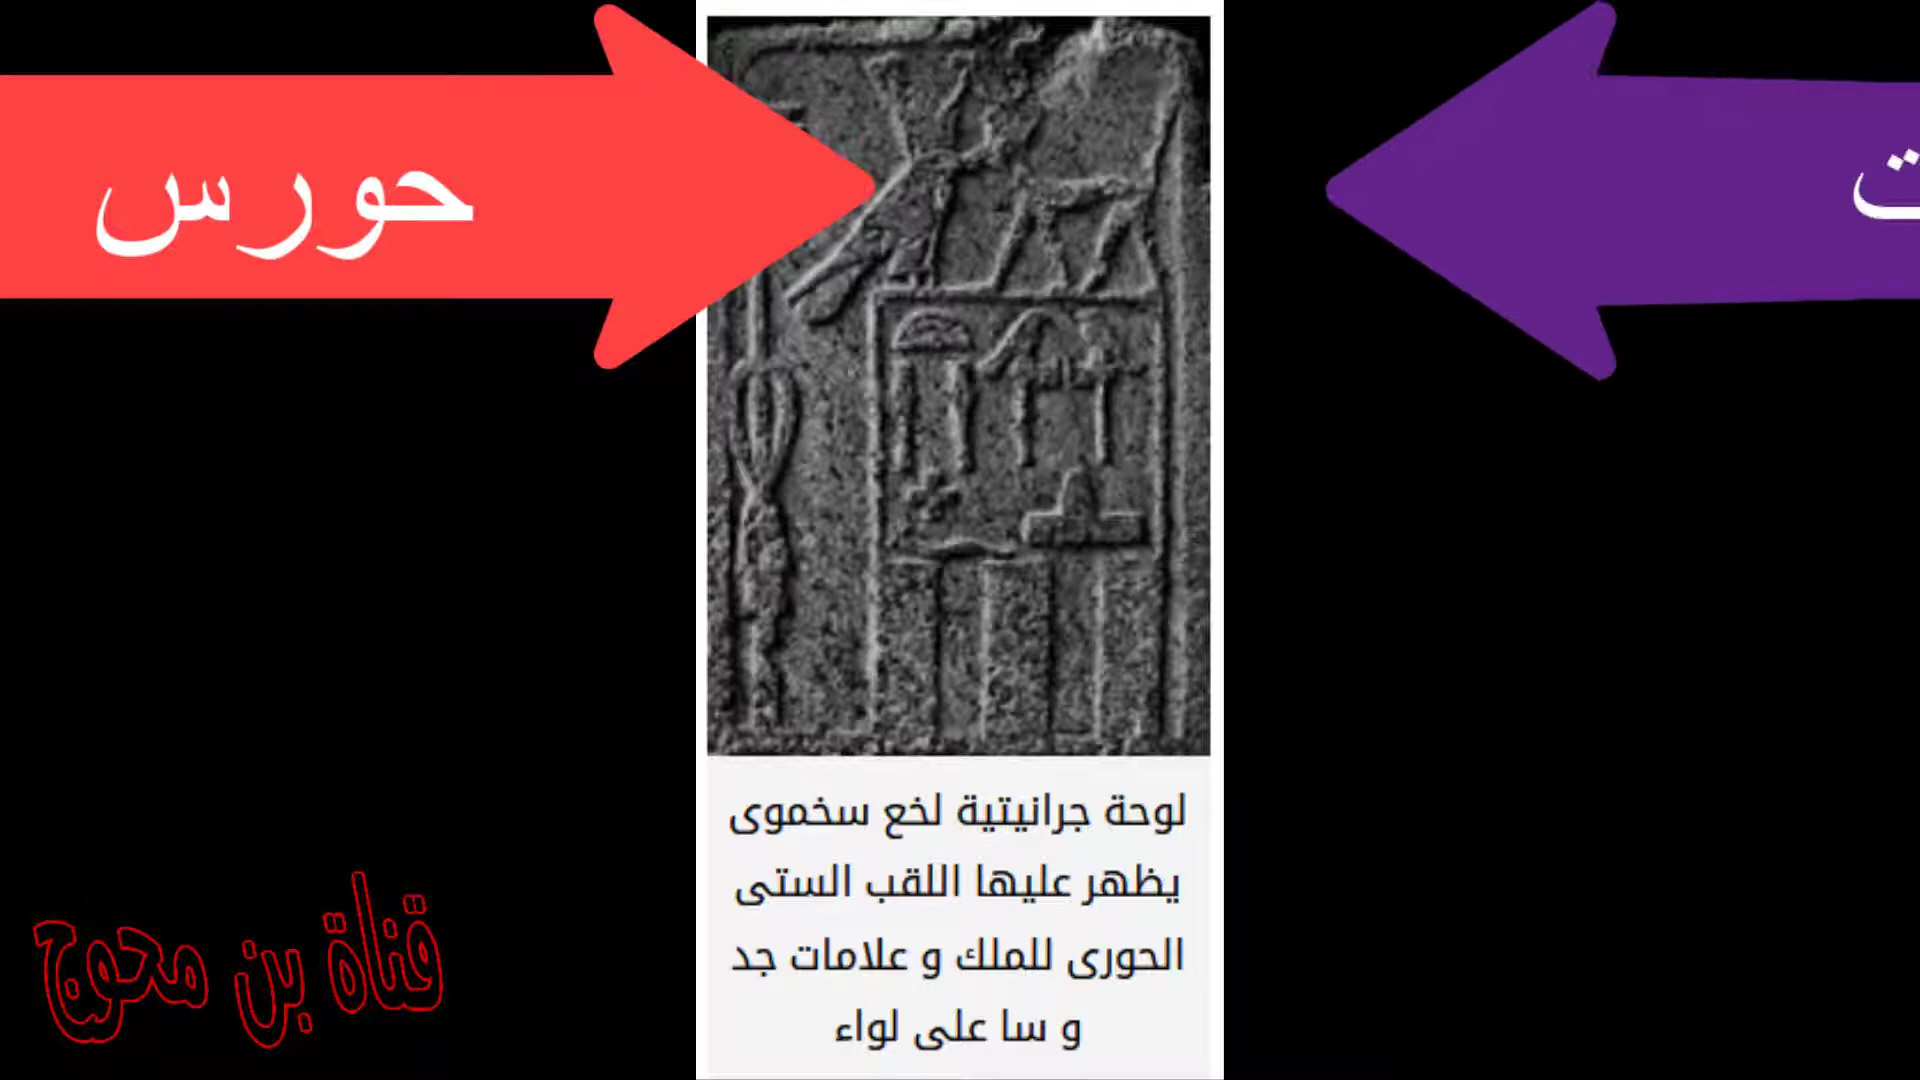 حورس
لوحة جرانيتية لخع سخموى
يظهر عليها اللقب الستى
الحورى للملك و علامات جد
و سا على لواء
قناة بن محوج